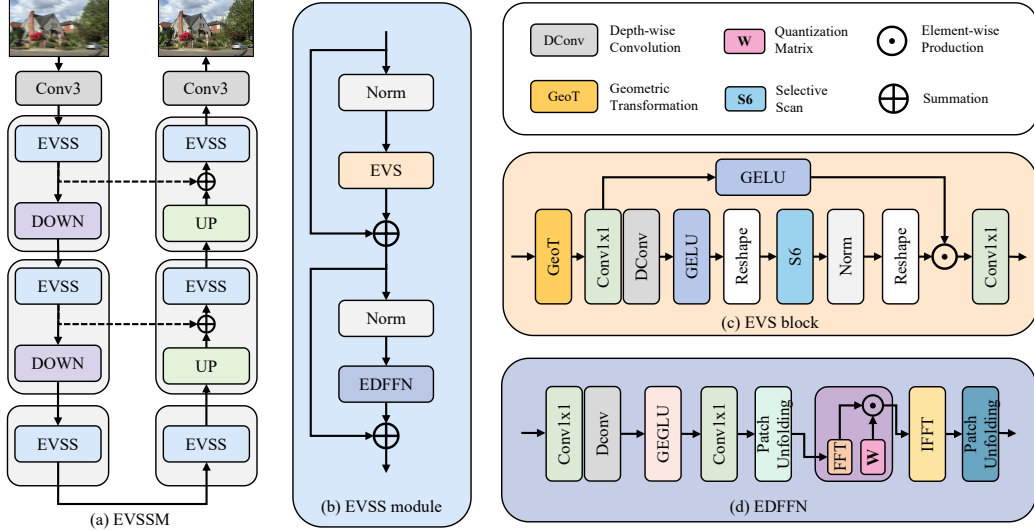 Conv3
EVSS
DOWN
EVSS
DOWN
EVSS
Conv3
EVSS
UP
EVSS
UP
EVSS
(a) EVSSM
Norm
EVS
Norm
EDFFN
(b) EVSS module
DConv
Depth-wise
Convolution
W
Quantization
Matrix
Element-wise
Production
GeoT
Geometric
Transformation
S6
Selective
Scan
Summation
GELU
GeoT
Conv1x1
DConv
GELU
Reshape
S6
Norm
Reshape
Conv1x1
(c) EVS block
Conv1x1
Dconv
GEGLU
Conv1x1
Patch
Unfolding
FFT
W
IFFT
Patch
Unfolding
(d) EDFFN